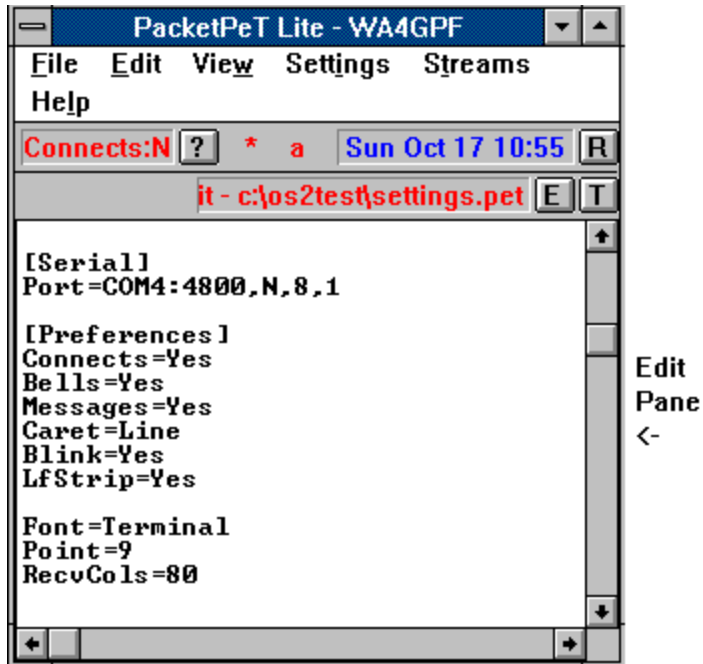 PacketPeT Lite - WA4GPF
File Edit View Settings Streams
Help
Connects:N ? * a Sun Oct 17 10:55 R
it - c:\os2test\settings.pet E T
[Serial]
Port=COM4:4800,N,8,1
[Preferences]
Connects=Yes
Bells=Yes
Messages=Yes
Caret=Line
Blink=Yes
LfStrip=Yes
Font=Terminal
Point=9
RecvCols=80
Edit
Pane
<-